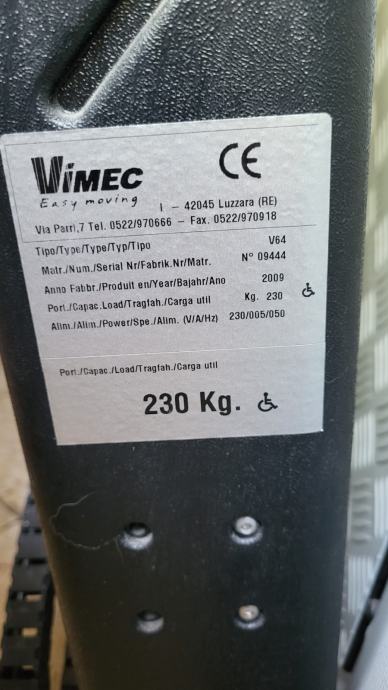 VIMEC
CE
Easy moving
I - 42045 Luzzara (RE)
Via Parri,7 Tel. 0522/970666 - Fax. 0522/970918
Tipo/Type/Type/Typ/Tipo V64
Matr./Num./Serial Nr/Fabrik.Nr/Matr. N° 09444
Anno Fabbr./Produit en/Year/Bajahr/Ano 2009
Port./Capac.Load/Tragfah./Carga util Kg. 230
Alim./Alim./Power/Spe./Alim. (V/A/Hz) 230/005/050
Port./Capac./Load/Tragfah./Carga util
230 Kg.